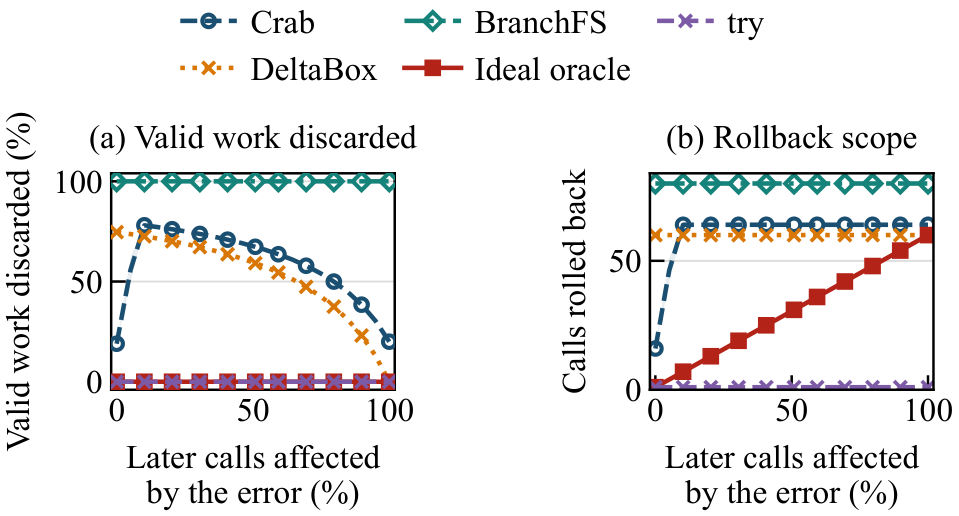 Crab
BranchFS
try
DeltaBox
Ideal oracle
(a) Valid work discarded
Valid work discarded (%)
100
50
0
0
50
100
Later calls affected
by the error (%)
(b) Rollback scope
Calls rolled back
50
0
0
50
100
Later calls affected
by the error (%)